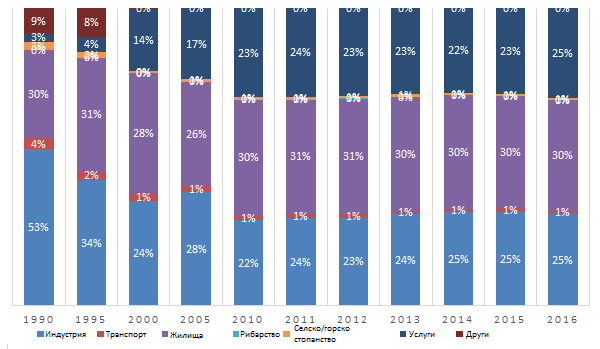 0% 0% 0% 0% 0% 0% 0% 0% 0%
9% 8%
3% 4% 14% 17% 23% 24% 23% 23% 22% 23% 25%
0% 0% 0% 0%
30% 31% 28% 26% 30% 31% 31% 30% 30% 30% 30%
4% 2% 1% 1% 1% 1% 1% 1% 1% 1% 1%
53% 34% 24% 28% 22% 24% 23% 24% 25% 25% 25%
1990 1995 2000 2005 2010 2011 2012 2013 2014 2015 2016
Индустрия Транспорт Жилища Рибарство Селско/горско стопанство Услуги Други